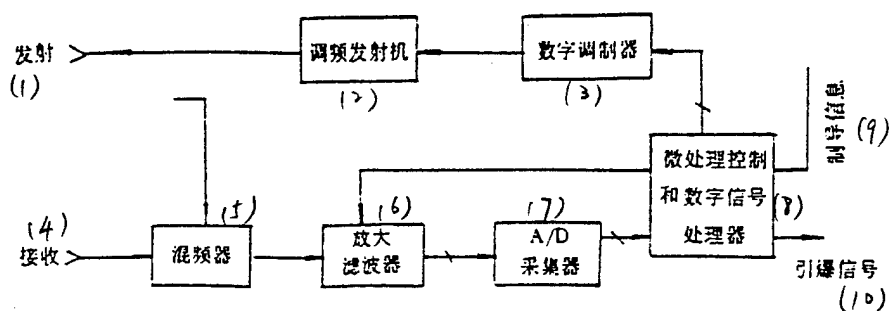 发射
(1)
调频发射机
(2)
数字调制器
(3)
制导信息
(9)
(4)
接收
(5)
混频器
(6)
放大
滤波器
(7)
A/D
采集器
微处理控制
和数字信号
处理器
(8)
引爆信号
(10)